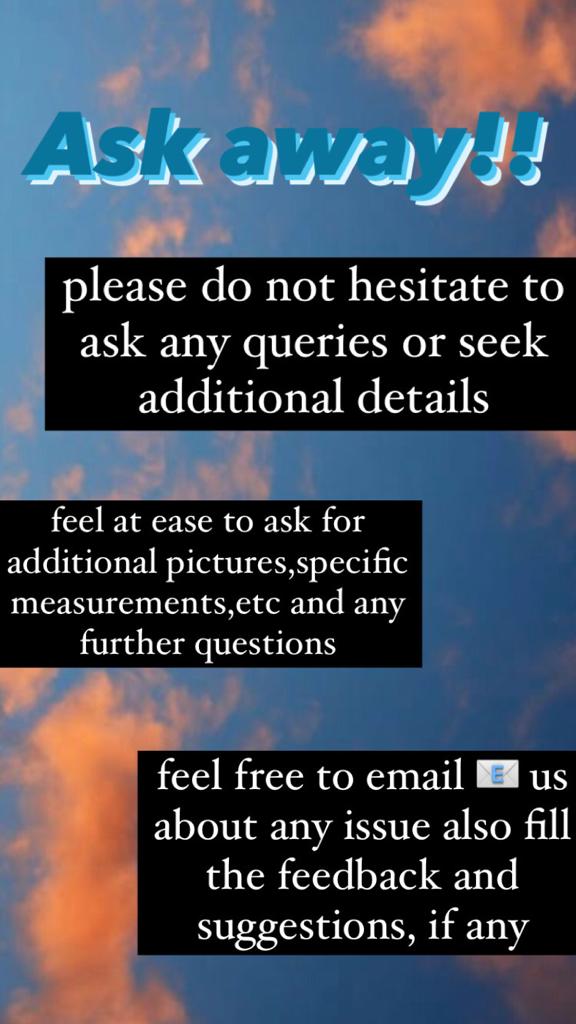 Ask away!!
please do not hesitate to
ask any queries or seek
additional details
feel at ease to ask for
additional pictures,specific
measurements,etc and any
further questions
feel free to email 📧 us
about any issue also fill
the feedback and
suggestions, if any